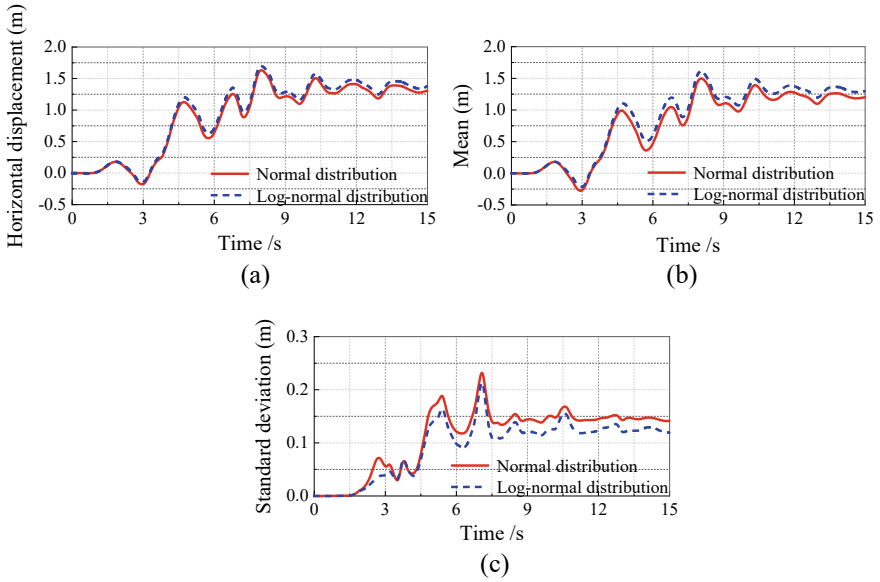 Horizontal displacement (m)
2.0
1.5
1.0
0.5
0.0
-0.5
Normal distribution
Log-normal distribution
0 3 6 9 12 15
Time /s
(a)
Mean (m)
2.0
1.5
1.0
0.5
0.0
-0.5
Normal distribution
Log-normal distribution
0 3 6 9 12 15
Time /s
(b)
Standard deviation (m)
0.3
0.2
0.1
0.0
Normal distribution
Log-normal distribution
0 3 6 9 12 15
Time /s
(c)